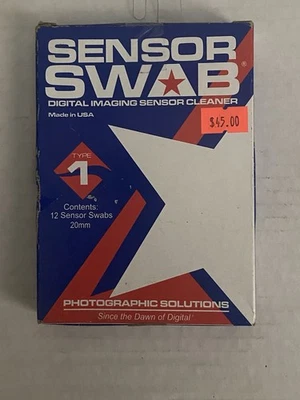 SENSOR
SWAB®
DIGITAL IMAGING SENSOR CLEANER
Made in USA
$45.00
TYPE
1
Contents:
12 Sensor Swabs
20mm
PHOTOGRAPHIC SOLUTIONS
Since the Dawn of Digital